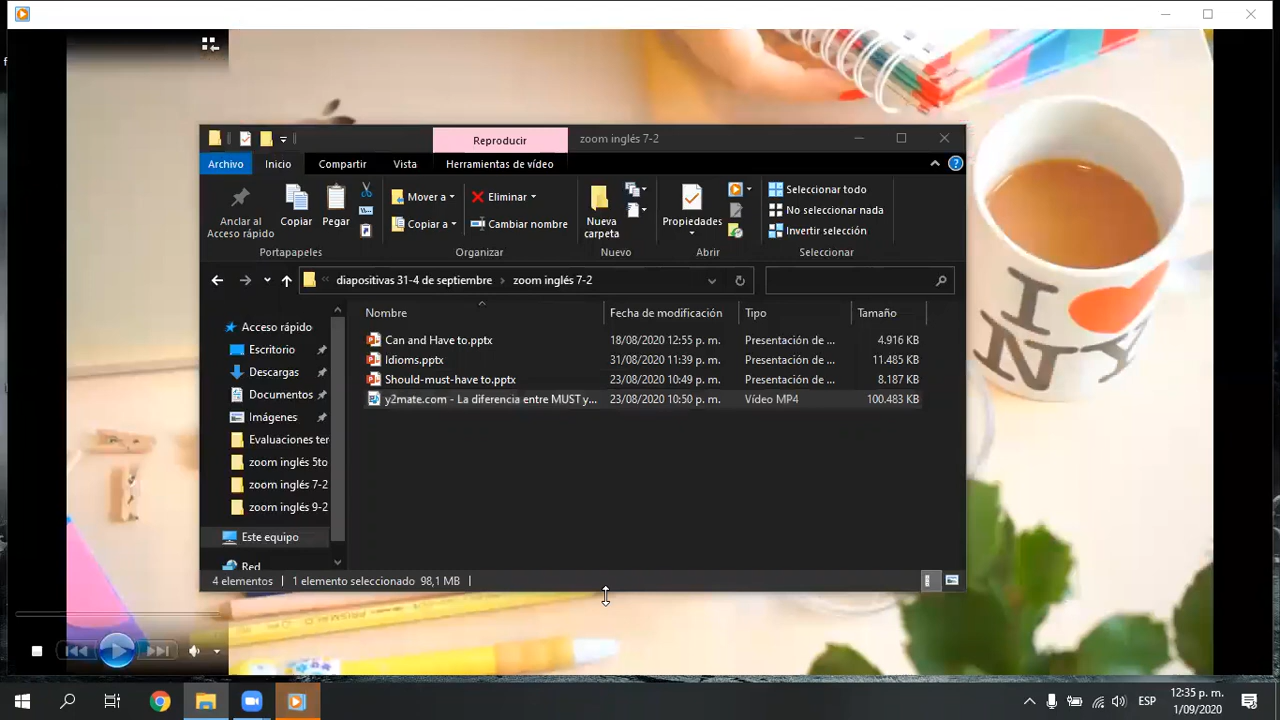 Reproducir
zoom inglés 7-2
Archivo
Inicio
Compartir
Vista
Herramientas de vídeo
Anclar al
Acceso rápido
Copiar
Pegar
Portapapeles
Mover a
Copiar a
Eliminar
Cambiar nombre
Organizar
Nueva
carpeta
Nuevo
Propiedades
Abrir
Seleccionar todo
No seleccionar nada
Invertir selección
Seleccionar
diapositivas 31-4 de septiembre
zoom inglés 7-2
Nombre
Fecha de modificación
Tipo
Tamaño
Can and Have to.pptx 18/08/2020 12:55 p. m. Presentación de ... 4.916 KB
Idioms.pptx 31/08/2020 11:39 p. m. Presentación de ... 11.485 KB
Should-must-have to.pptx 23/08/2020 10:49 p. m. Presentación de ... 8.187 KB
y2mate.com - La diferencia entre MUST y... 23/08/2020 10:50 p. m. Vídeo MP4 100.483 KB
Acceso rápido
Escritorio
Descargas
Documentos
Imágenes
Evaluaciones ter
zoom inglés 5to
zoom inglés 7-2
zoom inglés 9-2
Este equipo
Red
4 elementos
1 elemento seleccionado 98,1 MB
I
NY
ESP
12:35 p. m.
1/09/2020